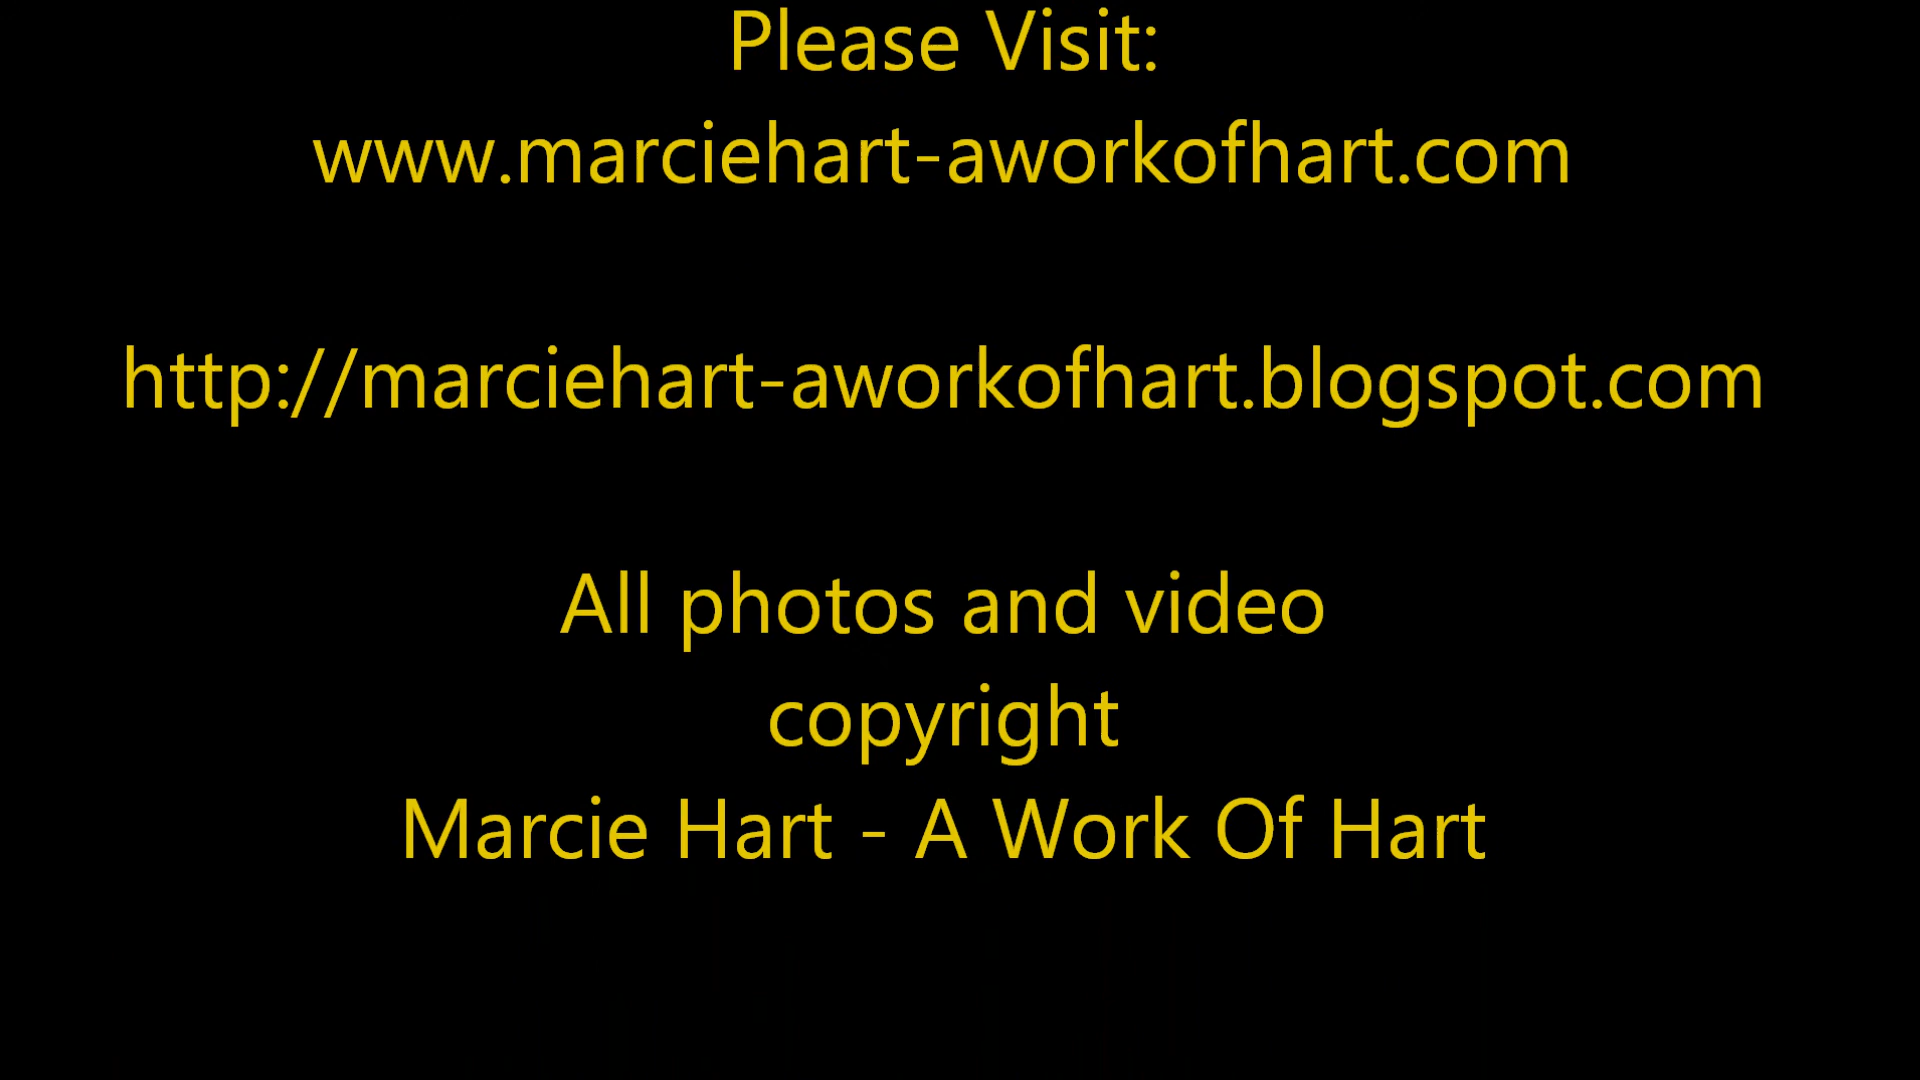 Please Visit:
www.marciehart-aworkofhart.com
http://marciehart-aworkofhart.blogspot.com
All photos and video
copyright
Marcie Hart - A Work Of Hart